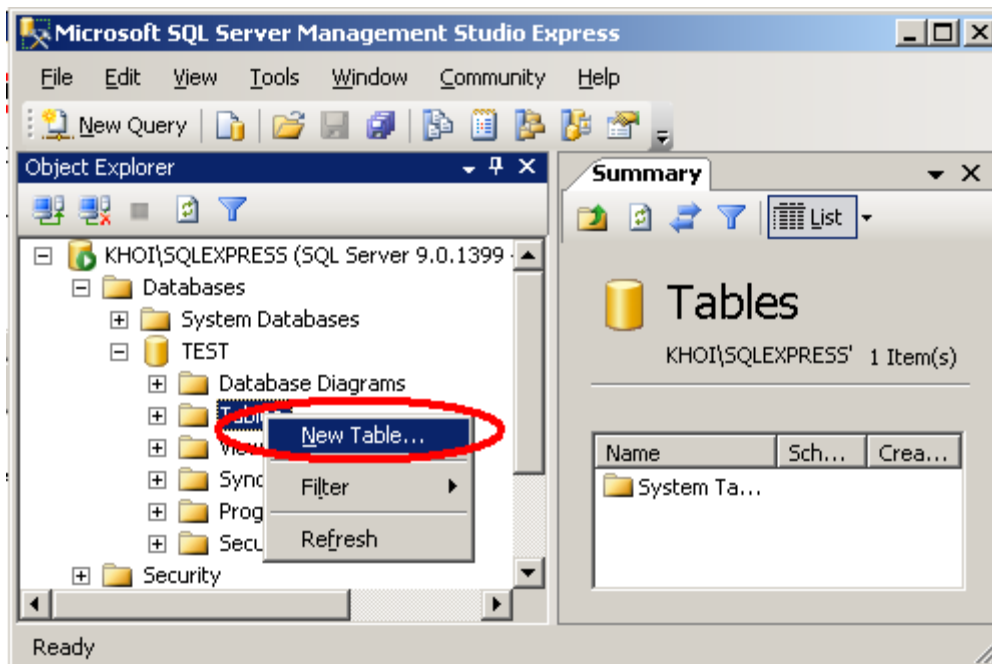 Microsoft SQL Server Management Studio Express
File Edit View Tools Window Community Help
New Query
Object Explorer
Summary
List
KHOI\SQLEXPRESS (SQL Server 9.0.1399 -
Databases
System Databases
TEST
Database Diagrams
New Table...
Filter
Refresh
Security
Tables
KHOI\SQLEXPRESS' 1 Item(s)
Name Sch... Crea...
System Ta...
Ready